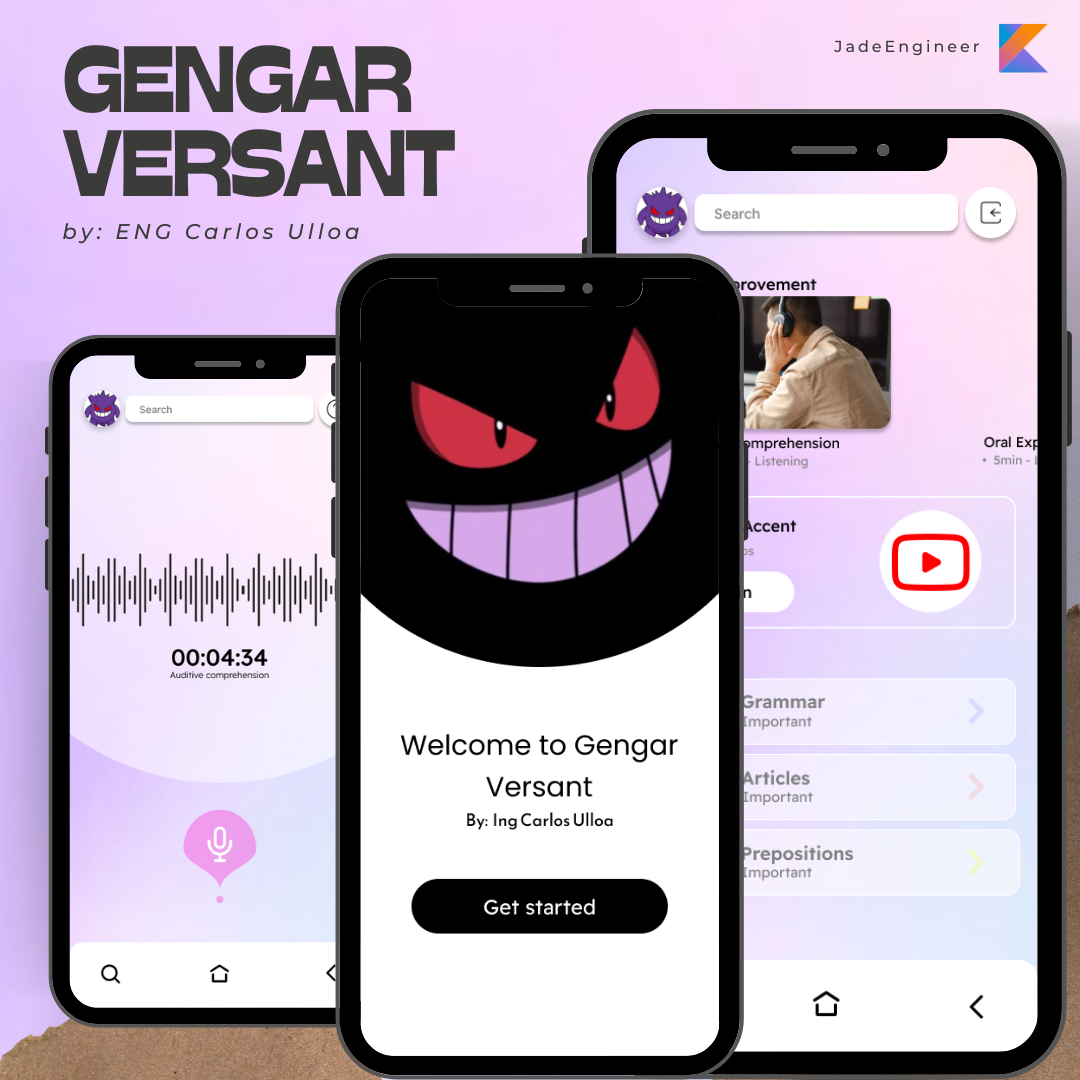 GENGAR
VERSANT
by: ENG Carlos Ulloa
JadeEngineer
Search
00:04:34
Auditive comprehension
Welcome to Gengar
Versant
By: Ing Carlos Ulloa
Get started
Search
provement
omprehension
- Listening
Oral Exp
• 5min - L
Accent
os
n
Grammar
Important
Articles
Important
Prepositions
Important